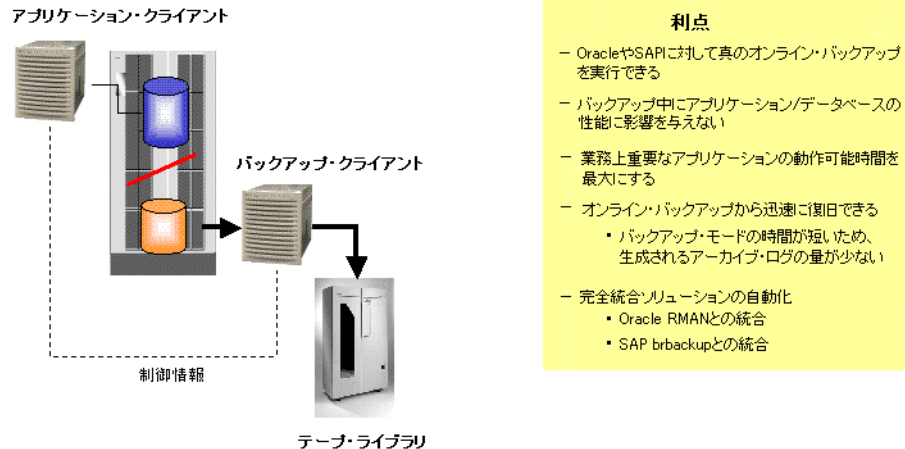 アプリケーション・クライアント
バックアップ・クライアント
制御情報
テープ・ライブラリ
利点
− OracleやSAPに対して真のオンライン・バックアップ
を実行できる
− バックアップ中にアプリケーション/データベースの
性能に影響を与えない
− 業務上重要なアプリケーションの動作可能時間を
最大にする
− オンライン・バックアップから迅速に復旧できる
• バックアップ・モードの時間が短いため、
生成されるアーカイブ・ログの量が少ない
− 完全統合ソリューションの自動化
• Oracle RMANとの統合
• SAP brbackupとの統合